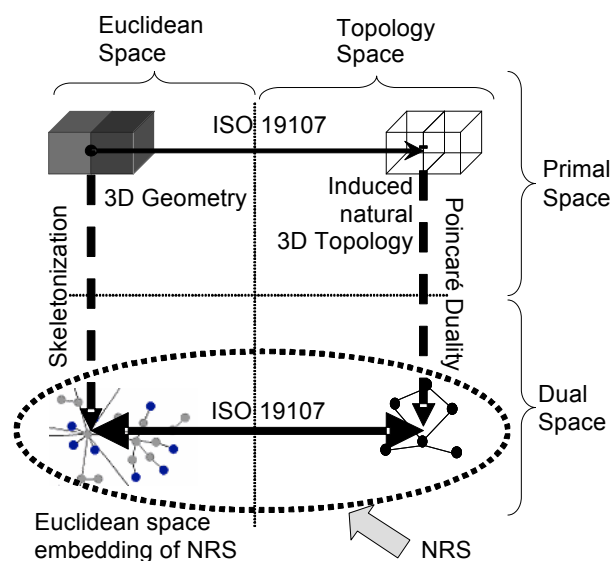 Euclidean
Space
Topology
Space
ISO 19107
3D Geometry
Induced
natural
3D Topology
Primal
Space
Skeletonization
Poincaré Duality
ISO 19107
Dual
Space
Euclidean space
embedding of NRS
NRS